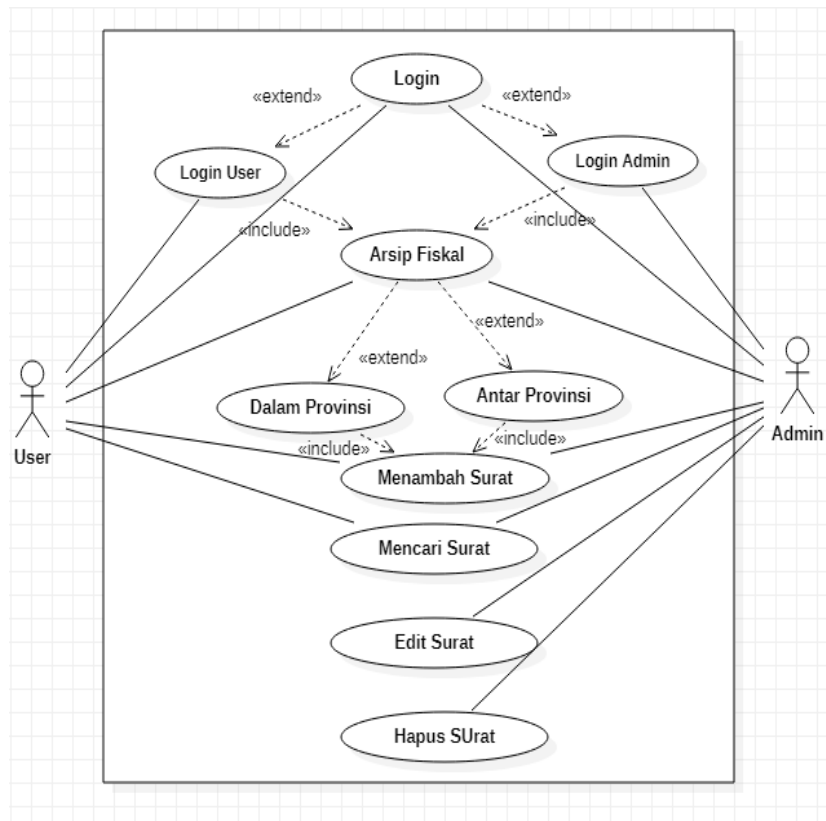 Login
«extend»
«extend»
Login User
Login Admin
«include»
«include»
Arsip Fiskal
«extend»
«extend»
Dalam Provinsi
Antar Provinsi
«include»
«include»
Menambah Surat
User
Admin
Mencari Surat
Edit Surat
Hapus SUrat